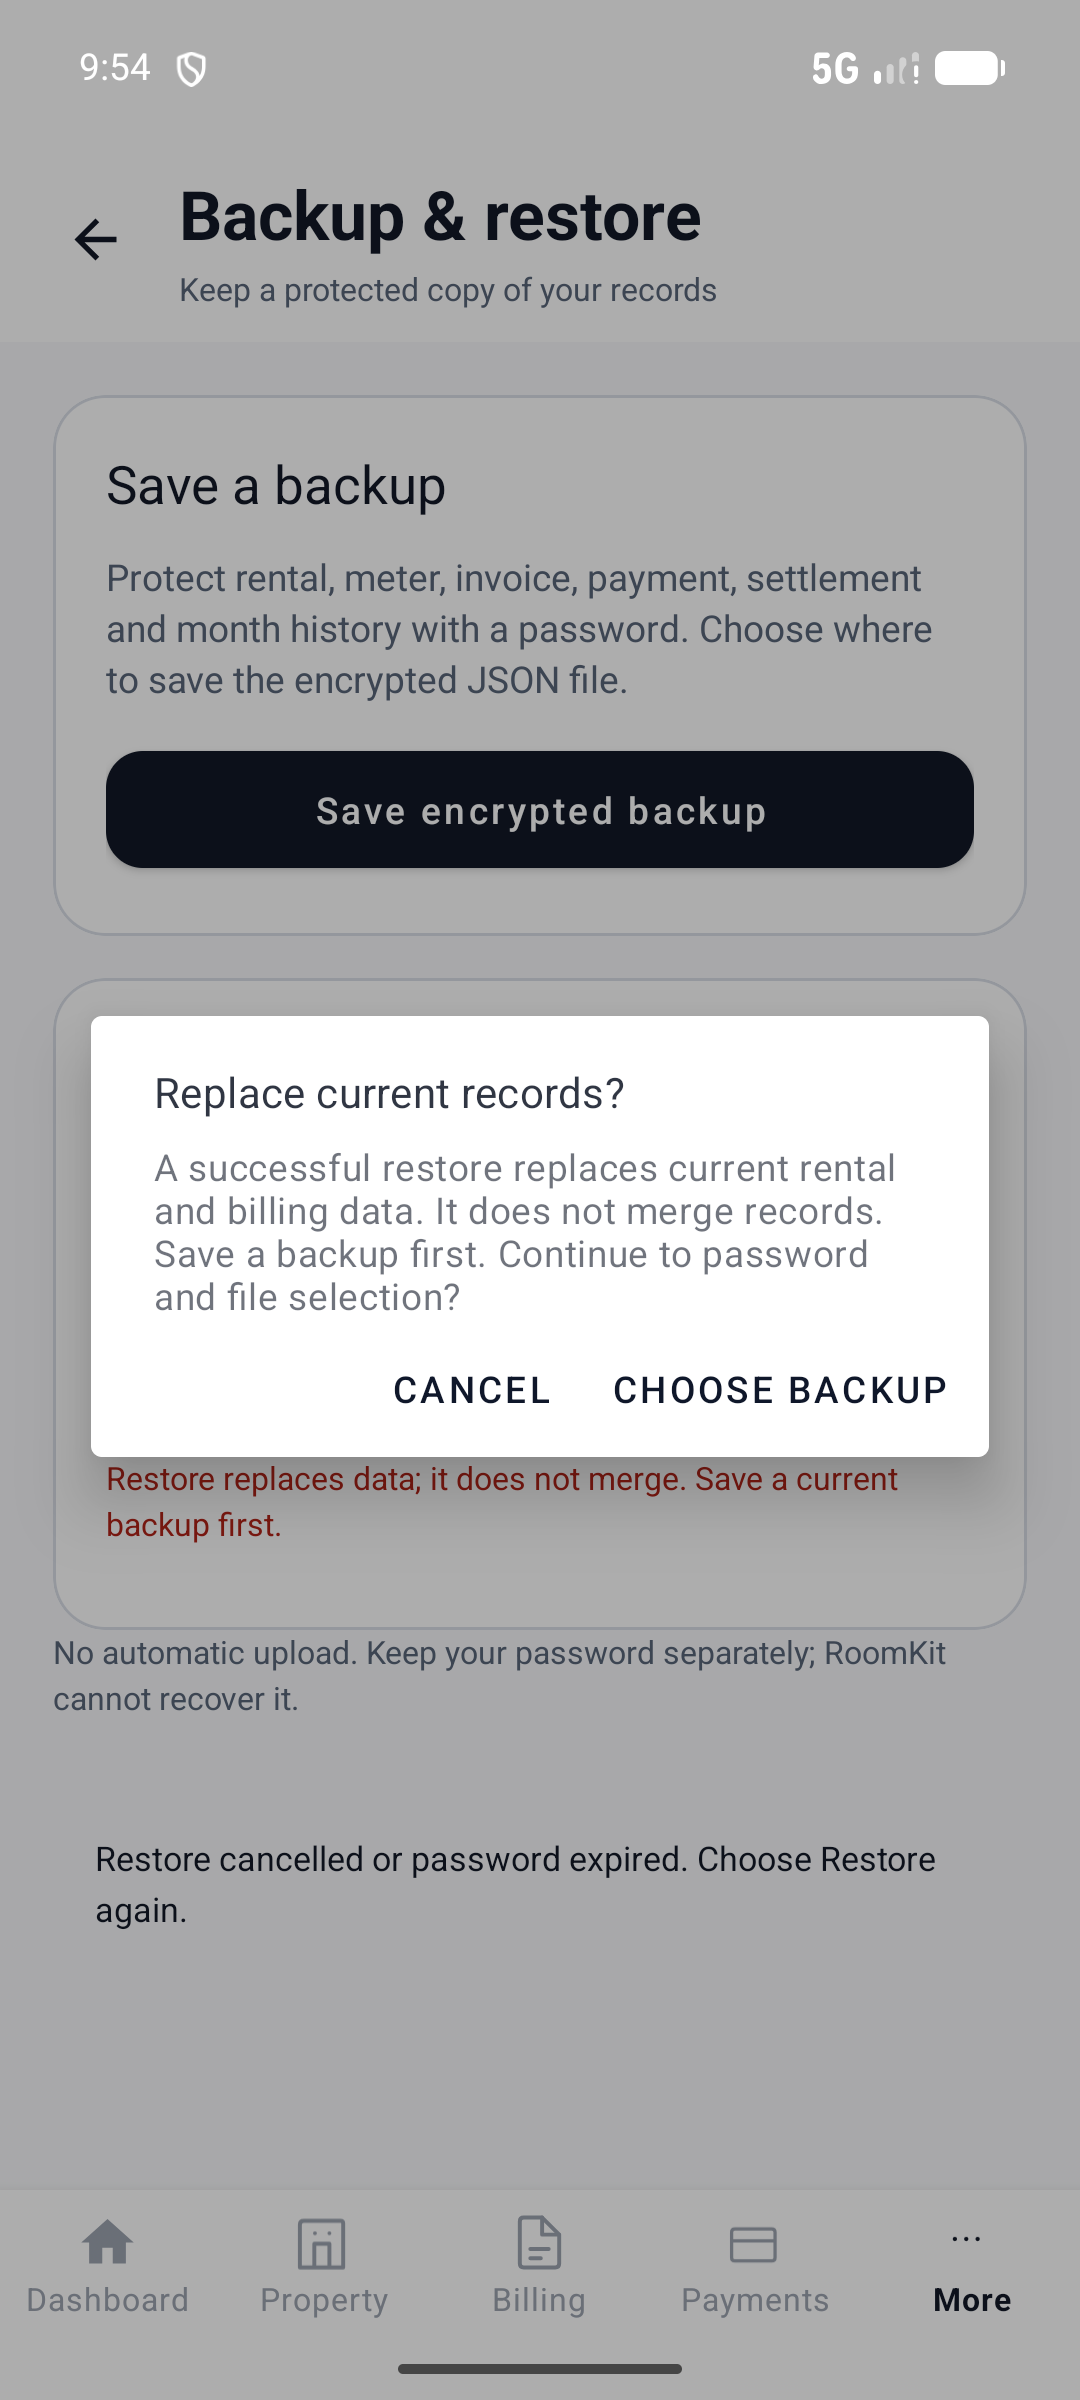 9:54
5G
Backup & restore
Keep a protected copy of your records
Save a backup
Protect rental, meter, invoice, payment, settlement
and month history with a password. Choose where
to save the encrypted JSON file.
Save encrypted backup
Replace current records?
A successful restore replaces current rental
and billing data. It does not merge records.
Save a backup first. Continue to password
and file selection?
CANCEL CHOOSE BACKUP
Restore replaces data; it does not merge. Save a current
backup first.
No automatic upload. Keep your password separately; RoomKit
cannot recover it.
Restore cancelled or password expired. Choose Restore
again.
Dashboard Property Billing Payments More